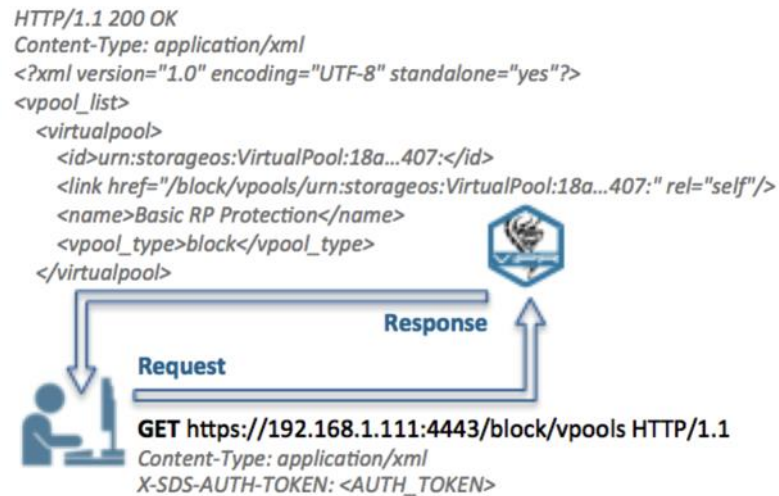 HTTP/1.1 200 OK
Content-Type: application/xml
<?xml version="1.0" encoding="UTF-8" standalone="yes"?>
<vpool_list>
<virtualpool>
<id>urn:storageos:VirtualPool:18a...407:</id>
<link href="/block/vpools/urn:storageos:VirtualPool:18a...407:" rel="self"/>
<name>Basic RP Protection</name>
<vpool_type>block</vpool_type>
</virtualpool>
Response
Request
GET https://192.168.1.111:4443/block/vpools HTTP/1.1
Content-Type: application/xml
X-SDS-AUTH-TOKEN: <AUTH_TOKEN>